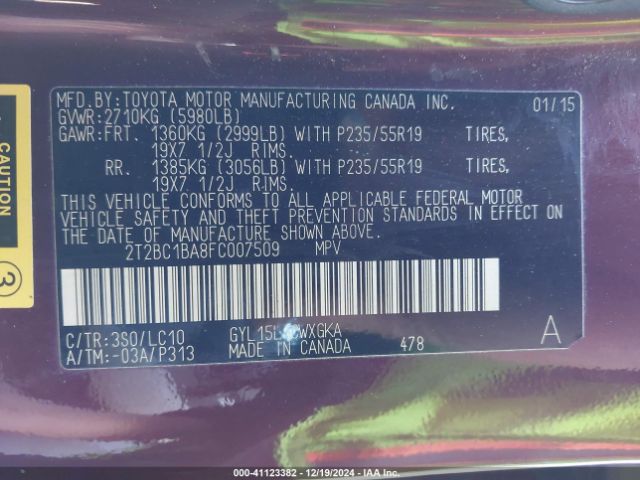 MFD.BY:TOYOTA MOTOR MANUFACTURING CANADA INC. 01/15
GVWR:2710KG (5980LB)
GAWR:FRT. 1360KG (2999LB) WITH P235/55R19 TIRES,
19X7 1/2J RIMS.
RR. 1385KG (3056LB) WITH P235/55R19 TIRES,
19X7 1/2J RIMS.
THIS VEHICLE CONFORMS TO ALL APPLICABLE FEDERAL MOTOR
VEHICLE SAFETY AND THEFT PREVENTION STANDARDS IN EFFECT ON
THE DATE OF MANUFACTURE SHOWN ABOVE.
2T2BC1BA8FC007509 MPV
C/TR:3S0/LC10
A/TM:-03A/P313 MADE IN CANADA 478
A
CAUTION
3
000-41123382 - 12/19/2024 - IAA, Inc.